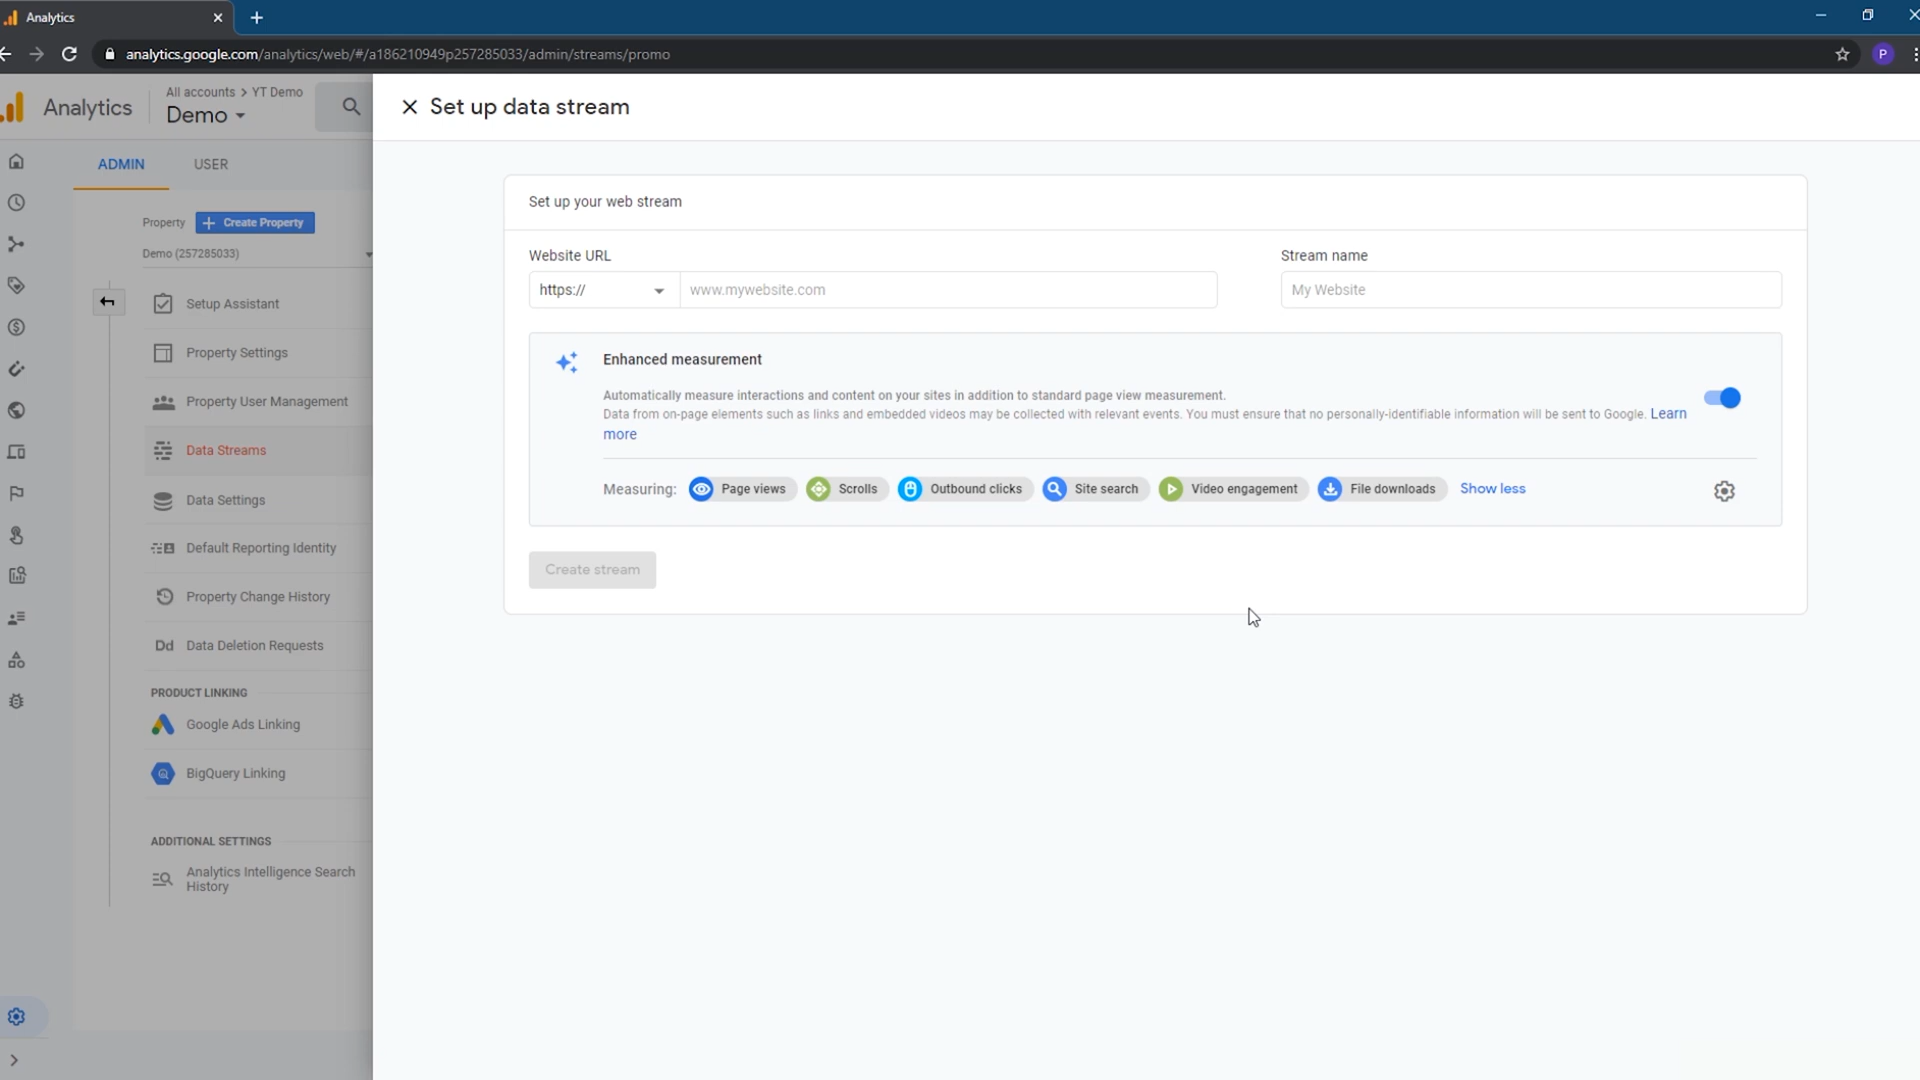 Analytics
analytics.google.com/analytics/web/#/a186210949p257285033/admin/streams/promo
P
Analytics
All accounts > YT Demo
Demo
Set up data stream
ADMIN
USER
Property
Create Property
Demo (257285033)
Setup Assistant
Property Settings
Property User Management
Data Streams
Data Settings
Default Reporting Identity
Property Change History
Dd
Data Deletion Requests
PRODUCT LINKING
Google Ads Linking
BigQuery Linking
ADDITIONAL SETTINGS
Analytics Intelligence Search
History
Set up your web stream
Website URL
Stream name
https://
www.mywebsite.com
My Website
Enhanced measurement
Automatically measure interactions and content on your sites in addition to standard page view measurement.
Data from on-page elements such as links and embedded videos may be collected with relevant events. You must ensure that no personally-identifiable information will be sent to Google. Learn
more
Measuring: Page views Scrolls Outbound clicks Site search Video engagement File downloads Show less
Create stream